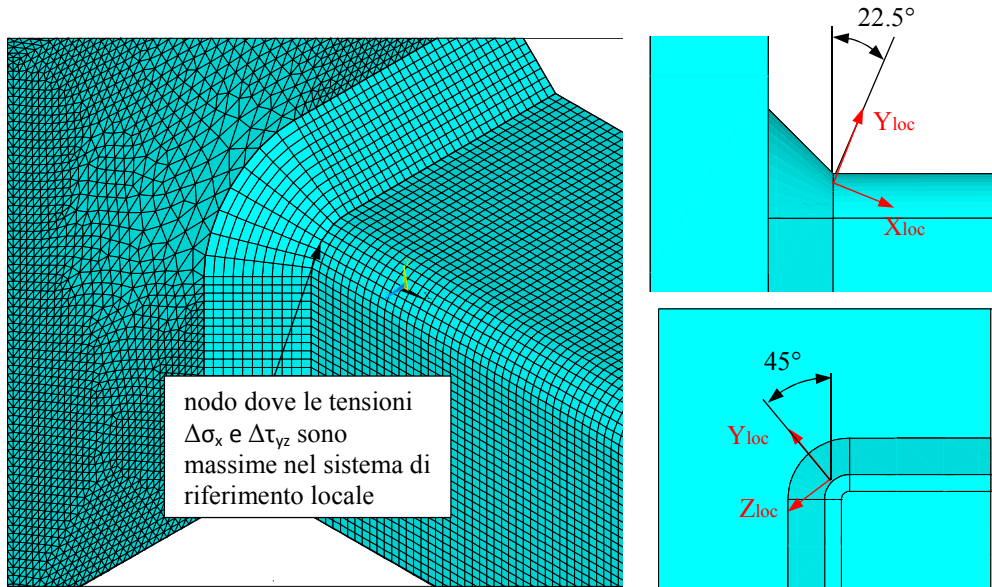 nodo dove le tensioni
Δσx e Δτyz sono
massime nel sistema di
riferimento locale
22.5°
Yloc
Xloc
45°
Yloc
Zloc